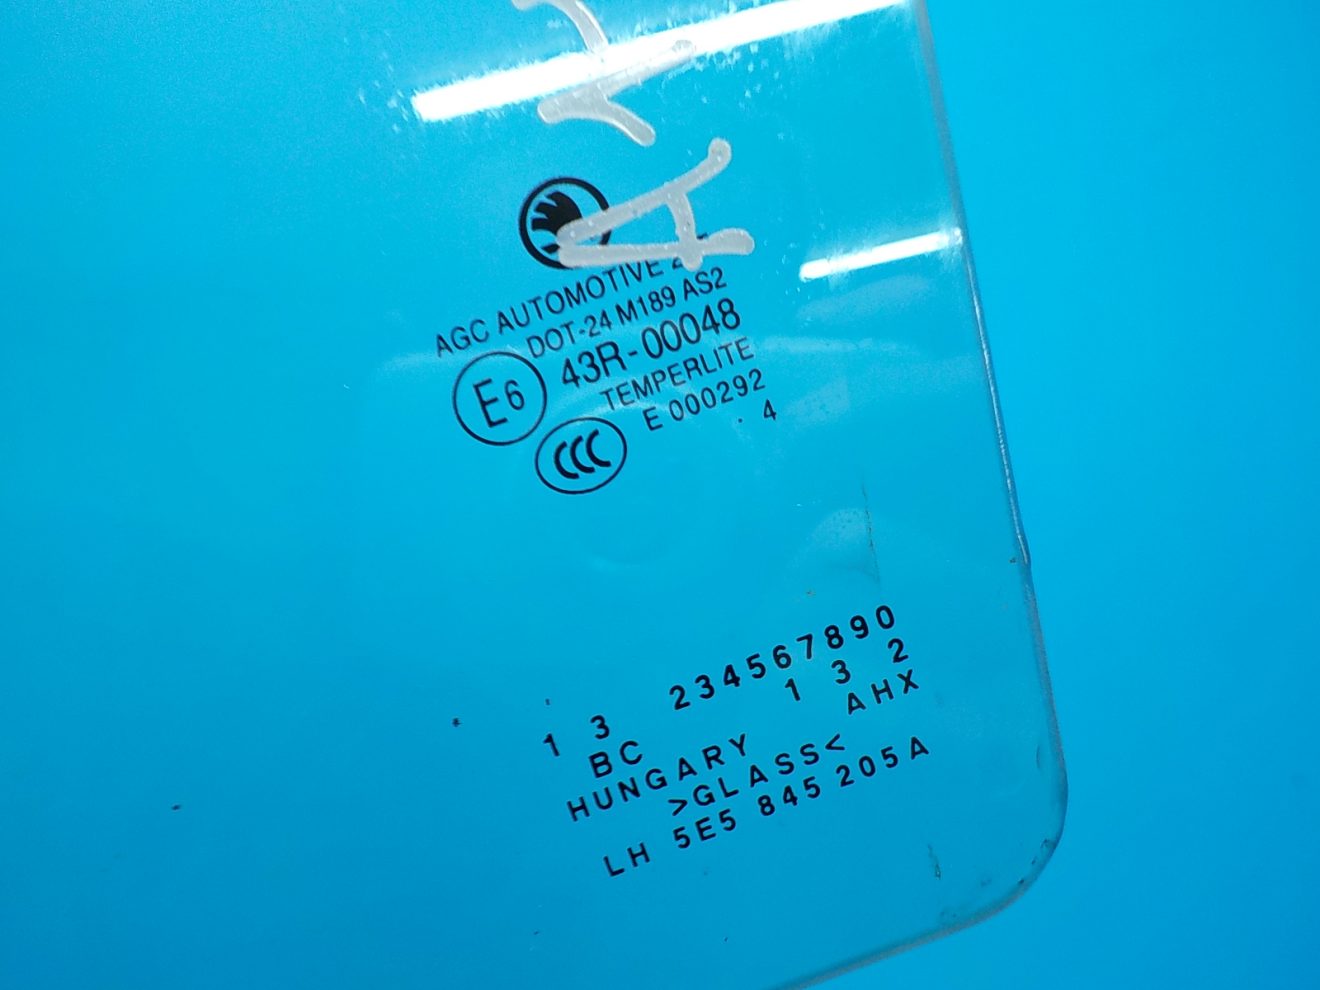 AGC AUTOMOTIVE
DOT-24 M189 AS2
43R-00048
E6
TEMPERLITE
E 000292
CCC
. 4
234567890
1 3 1 3 2
BC AHX
HUNGARY
>GLASS<
LH 5E5 845 205A